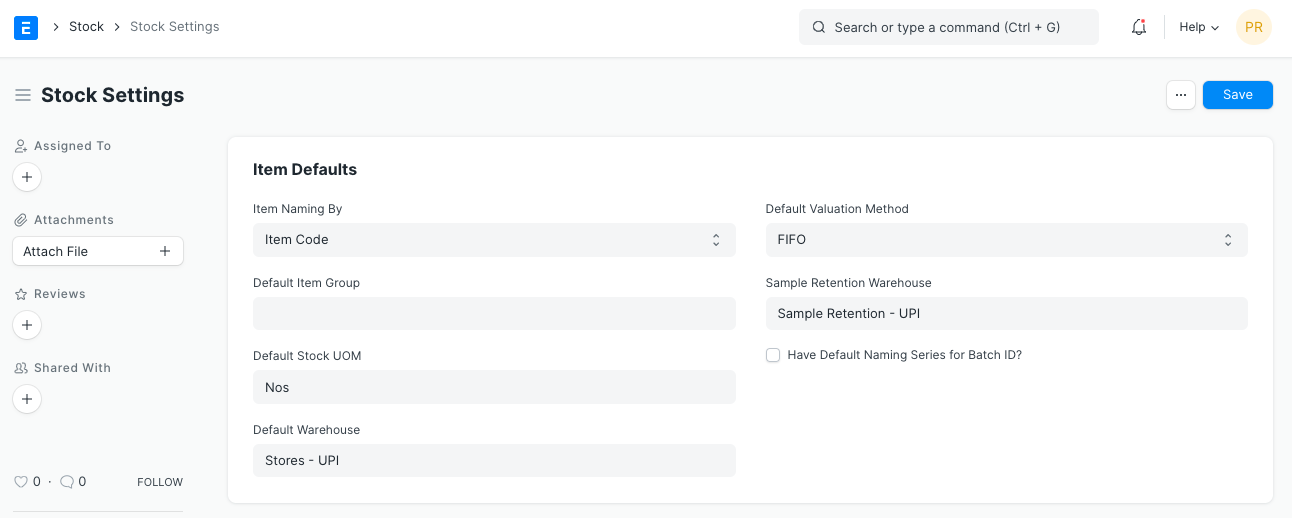 E
Stock
Stock Settings
Search or type a command (Ctrl + G)
Help
PR
Stock Settings
...
Save
Assigned To
Attachments
Attach File
Reviews
Shared With
0 · 0
FOLLOW
Item Defaults
Item Naming By
Item Code
Default Item Group
Default Stock UOM
Nos
Default Warehouse
Stores - UPI
Default Valuation Method
FIFO
Sample Retention Warehouse
Sample Retention - UPI
Have Default Naming Series for Batch ID?